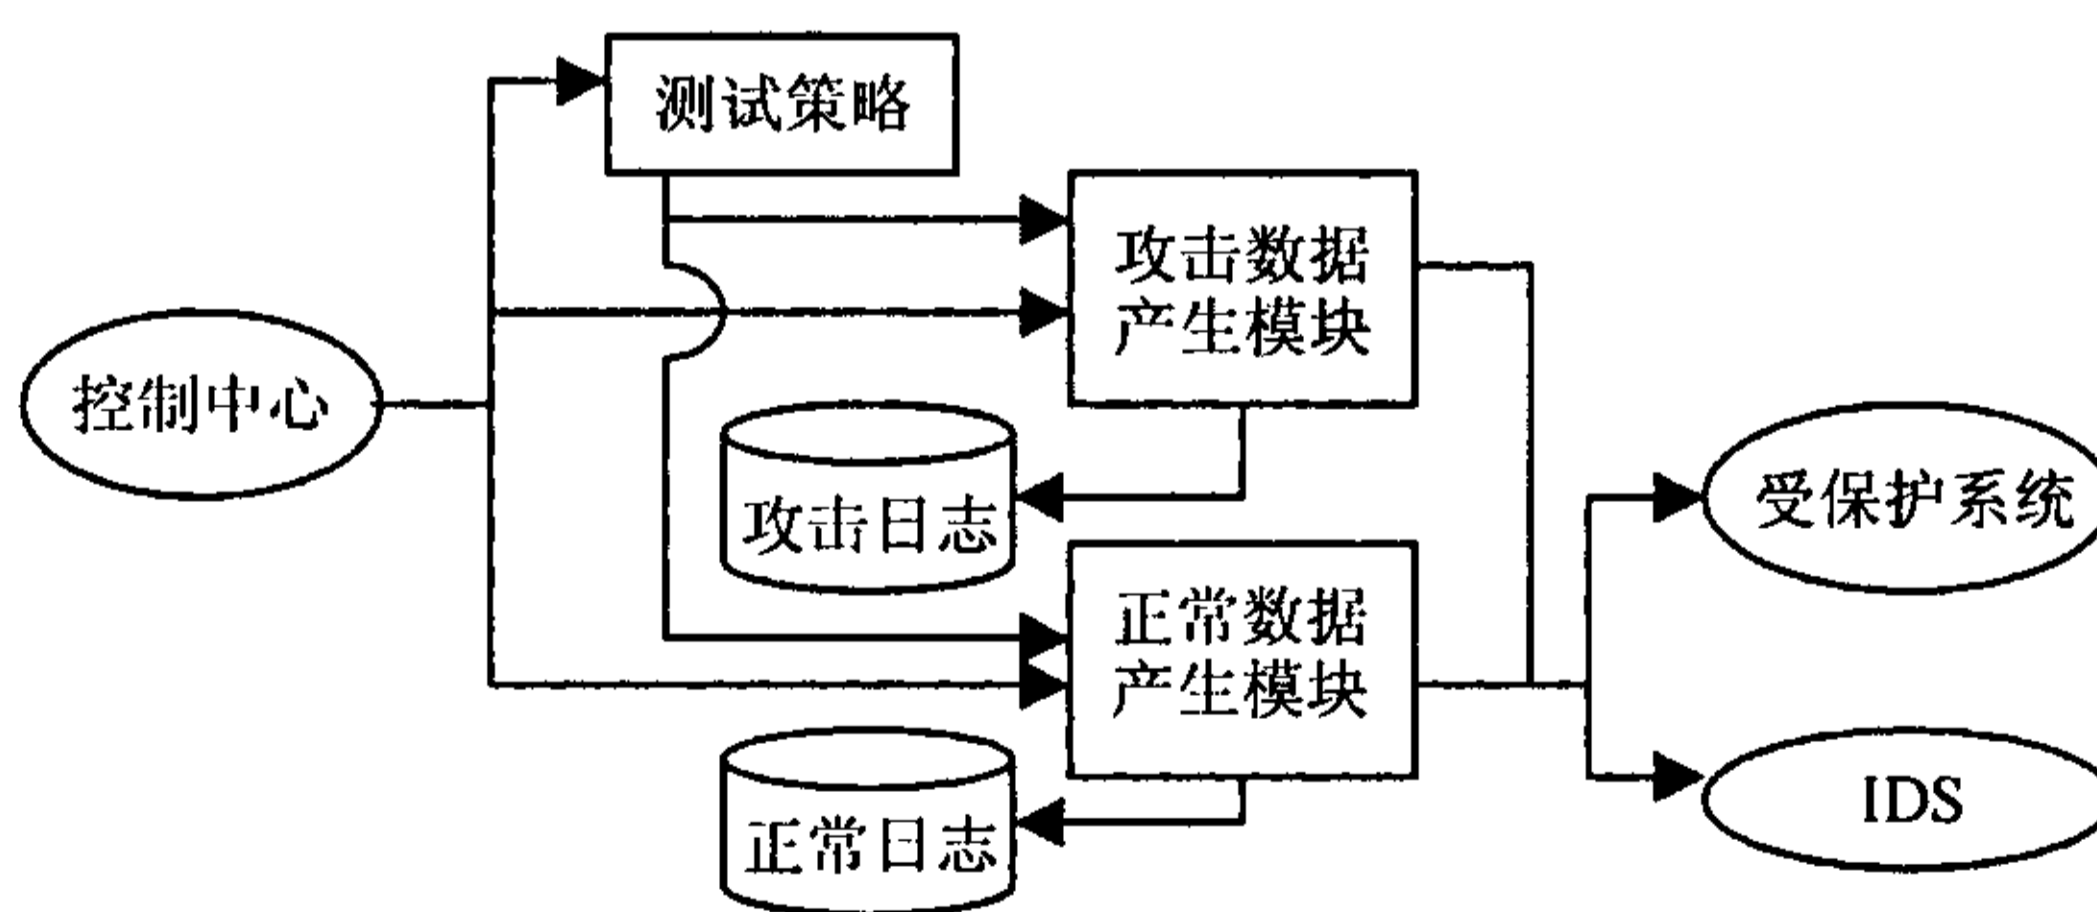 测试策略
攻击数据
产生模块
控制中心
攻击日志
受保护系统
正常数据
产生模块
正常日志
IDS